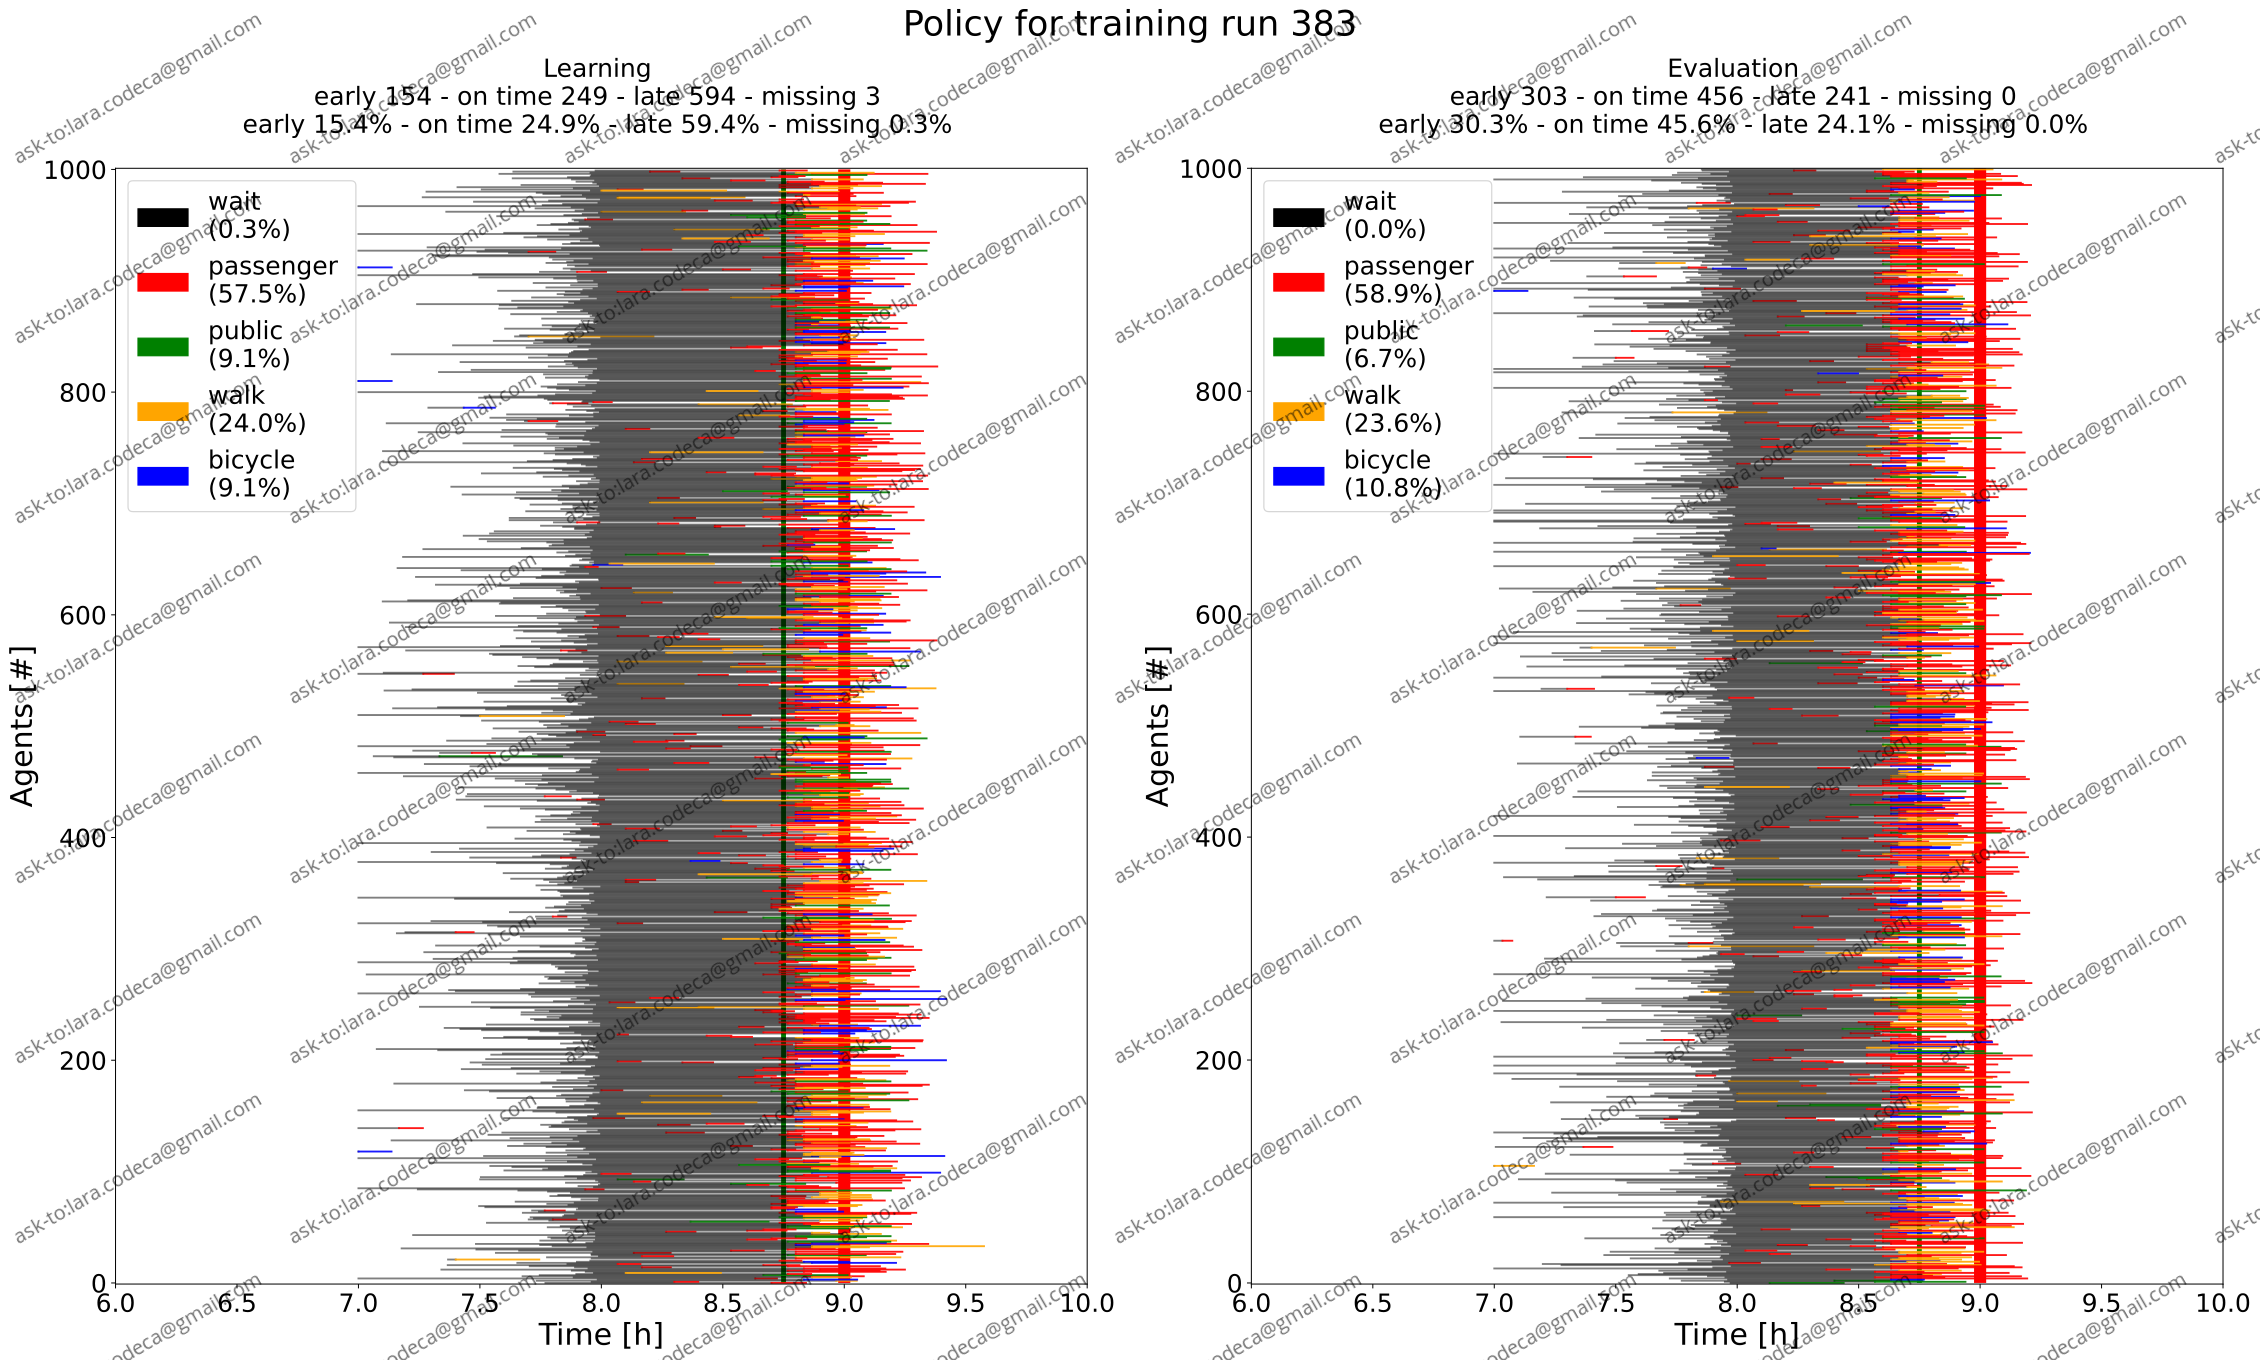 Policy for training run 383
Learning
early 154 - on time 249 - late 594 - missing 3
early 15.4% - on time 24.9% - late 59.4% - missing 0.3%
1000
800
600
400
200
0
Agents [#]
wait
(0.3%)
passenger
(57.5%)
public
(9.1%)
walk
(24.0%)
bicycle
(9.1%)
6.0 6.5 7.0 7.5 8.0 8.5 9.0 9.5 10.0
Time [h]
Evaluation
early 303 - on time 456 - late 241 - missing 0
early 30.3% - on time 45.6% - late 24.1% - missing 0.0%
1000
800
600
400
200
0
Agents [#]
wait
(0.0%)
passenger
(58.9%)
public
(6.7%)
walk
(23.6%)
bicycle
(10.8%)
6.0 6.5 7.0 7.5 8.0 8.5 9.0 9.5 10.0
Time [h]
ask-to:lara.codeca@gmail.com